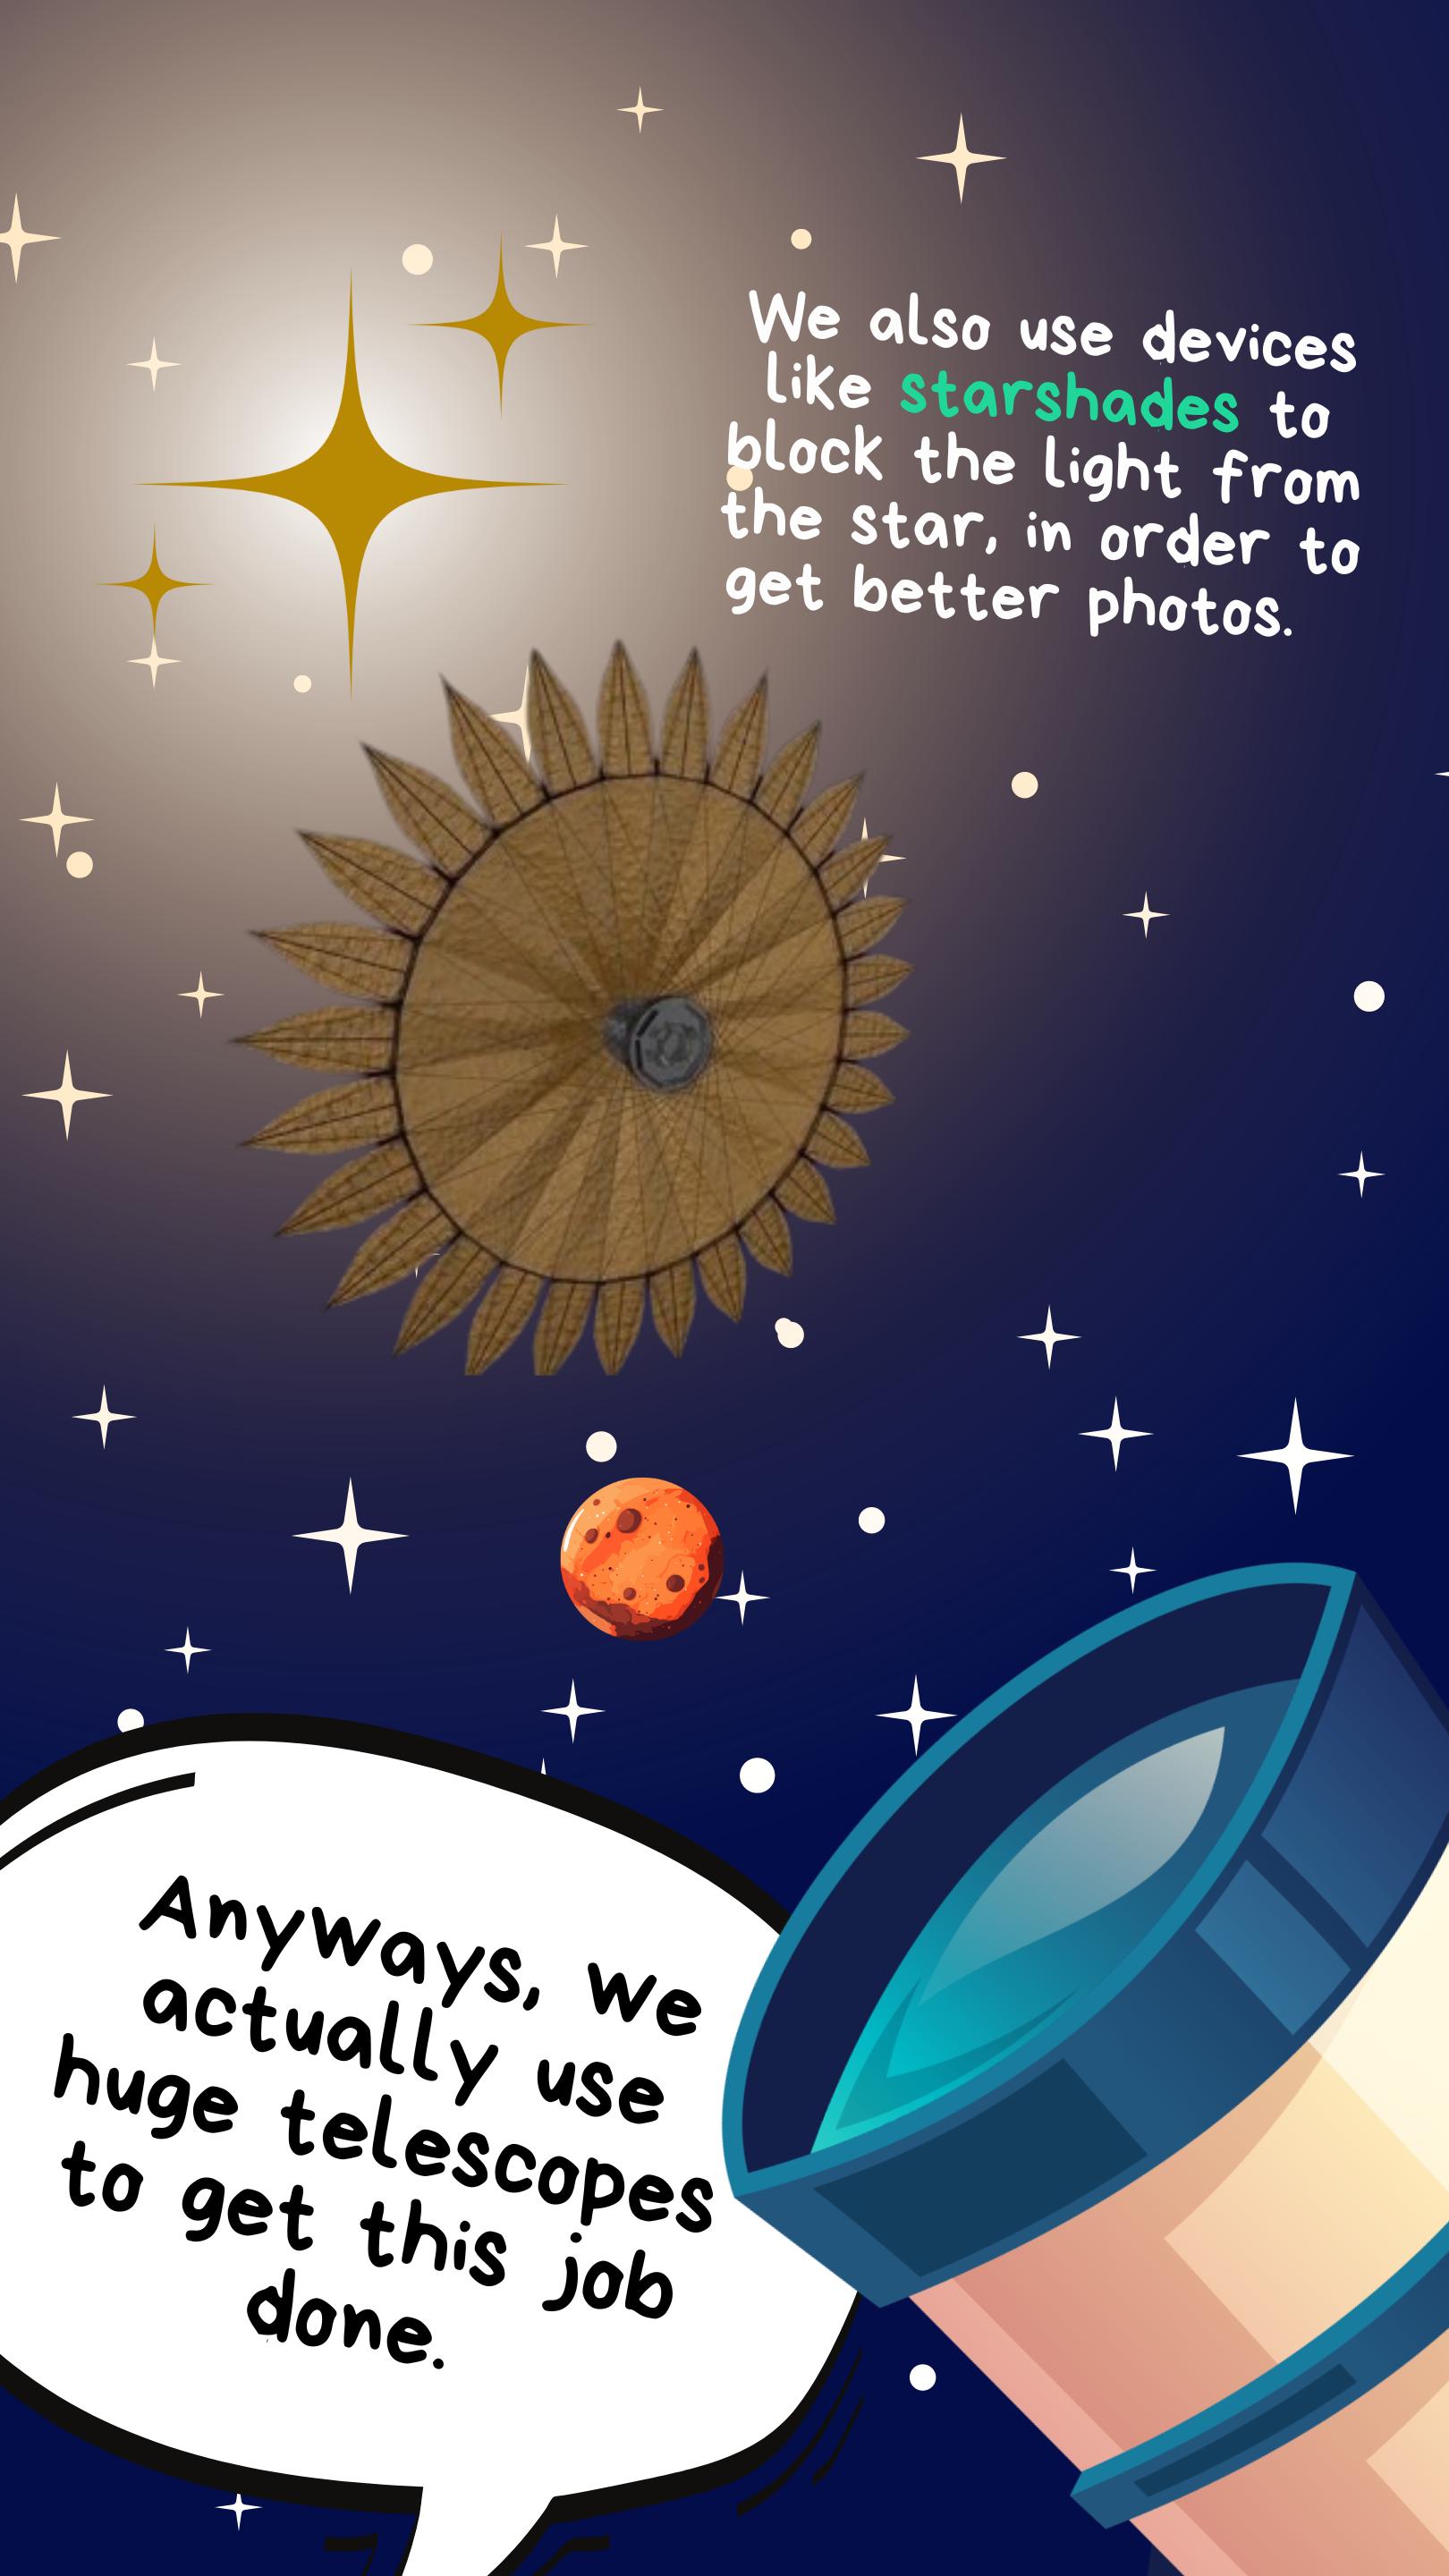 We also use devices
like starshades to
block the light from
the star, in order to
get better photos.
Anyways, we
actually use
huge telescopes
to get this job
done.